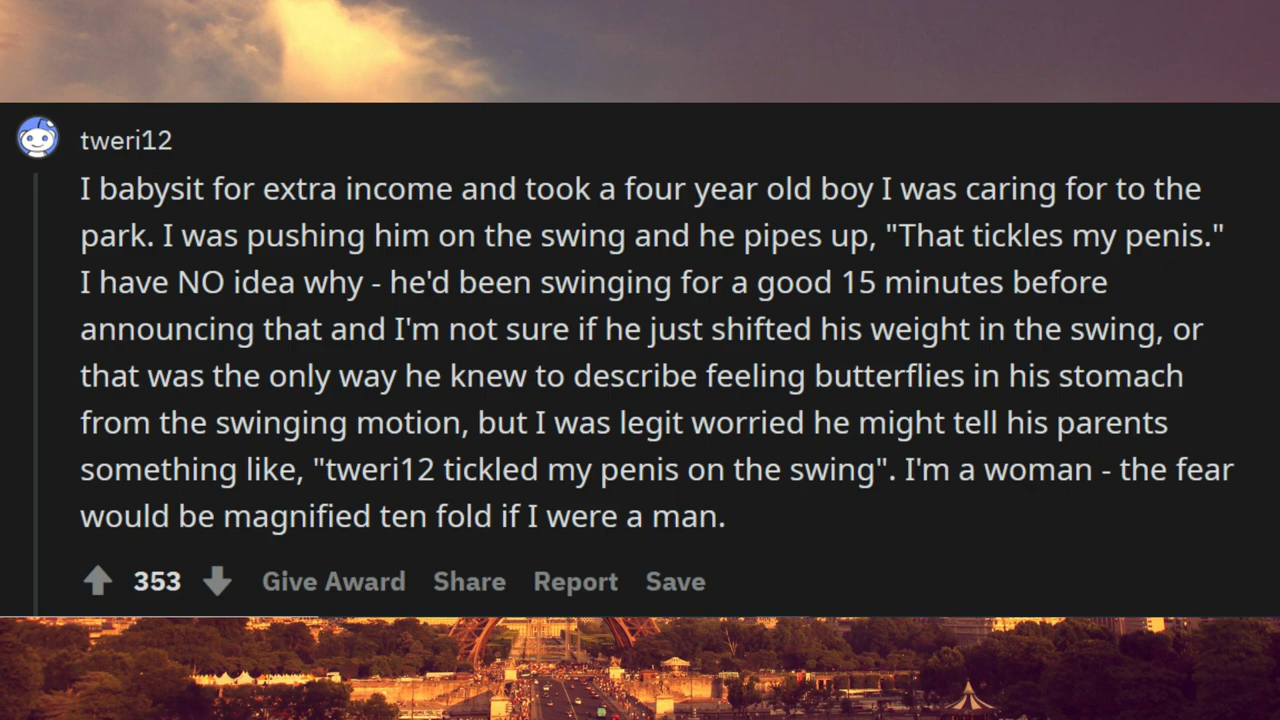 tweri12
I babysit for extra income and took a four year old boy I was caring for to the
park. I was pushing him on the swing and he pipes up, "That tickles my penis."
I have NO idea why - he'd been swinging for a good 15 minutes before
announcing that and I'm not sure if he just shifted his weight in the swing, or
that was the only way he knew to describe feeling butterflies in his stomach
from the swinging motion, but I was legit worried he might tell his parents
something like, "tweri12 tickled my penis on the swing". I'm a woman - the fear
would be magnified ten fold if I were a man.
353 Give Award Share Report Save